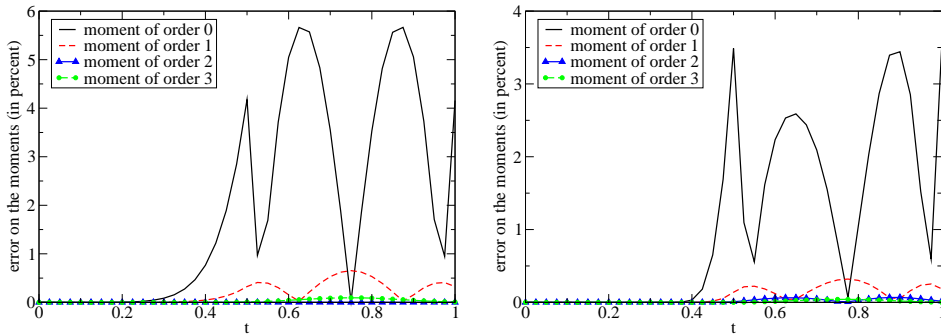 error on the moments (in percent)
6
5
4
3
2
1
0
moment of order 0
moment of order 1
moment of order 2
moment of order 3
0 0.2 0.4 0.6 0.8 1
t
error on the moments (in percent)
4
3
2
1
0
moment of order 0
moment of order 1
moment of order 2
moment of order 3
0 0.2 0.4 0.6 0.8 1
t